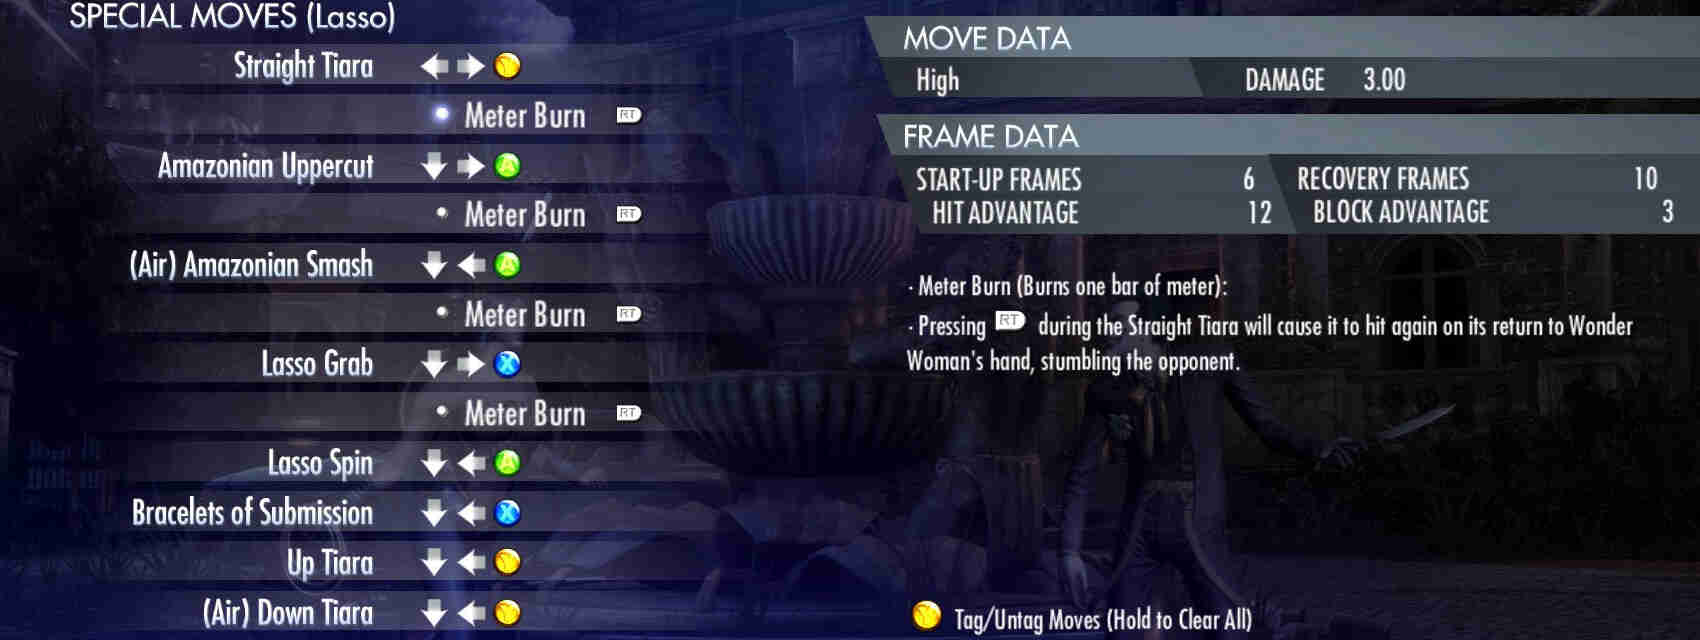 SPECIAL MOVES (Lasso)
Straight Tiara Y
Meter Burn RT
Amazonian Uppercut A
Meter Burn RT
(Air) Amazonian Smash A
Meter Burn RT
Lasso Grab X
Meter Burn RT
Lasso Spin A
Bracelets of Submission X
Up Tiara Y
(Air) Down Tiara Y
MOVE DATA
High DAMAGE 3.00
FRAME DATA
START-UP FRAMES 6 RECOVERY FRAMES 10
HIT ADVANTAGE 12 BLOCK ADVANTAGE 3
· Meter Burn (Burns one bar of meter):
· Pressing RT during the Straight Tiara will cause it to hit again on its return to Wonder
Woman's hand, stumbling the opponent.
Y Tag/Untag Moves (Hold to Clear All)